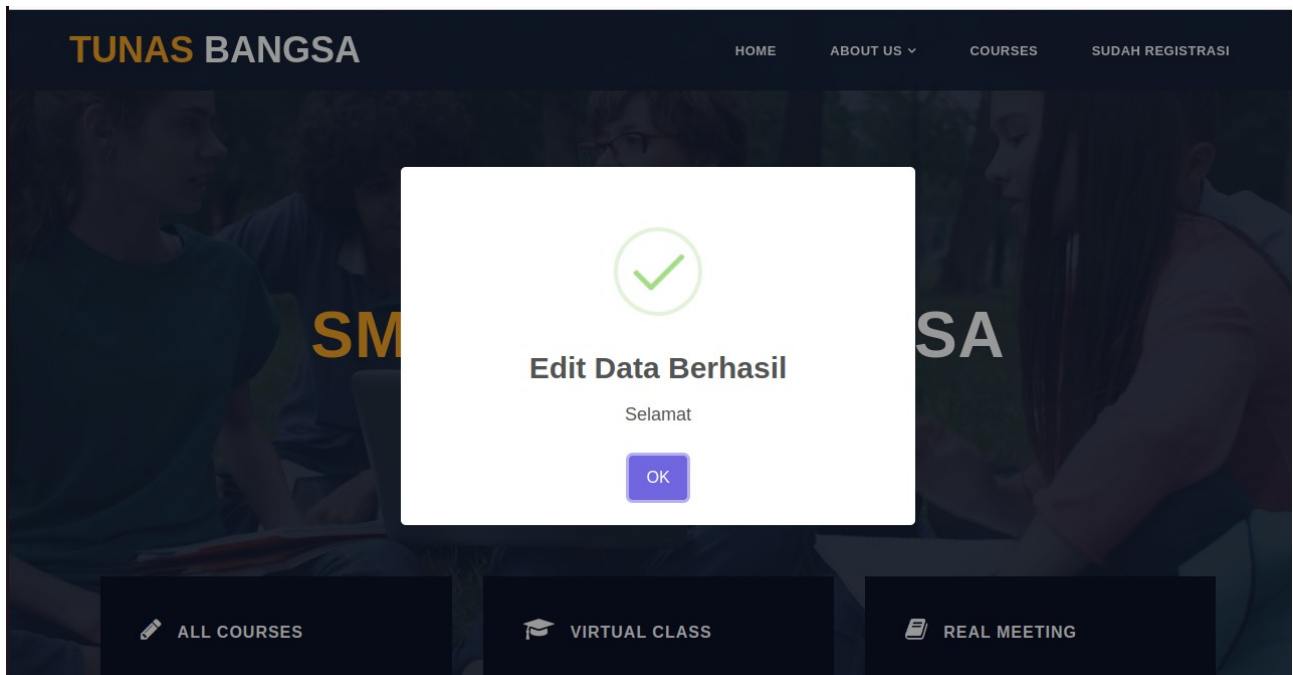 TUNAS BANGSA
HOME
ABOUT US
COURSES
SUDAH REGISTRASI
SM
SA
Edit Data Berhasil
Selamat
OK
ALL COURSES
VIRTUAL CLASS
REAL MEETING